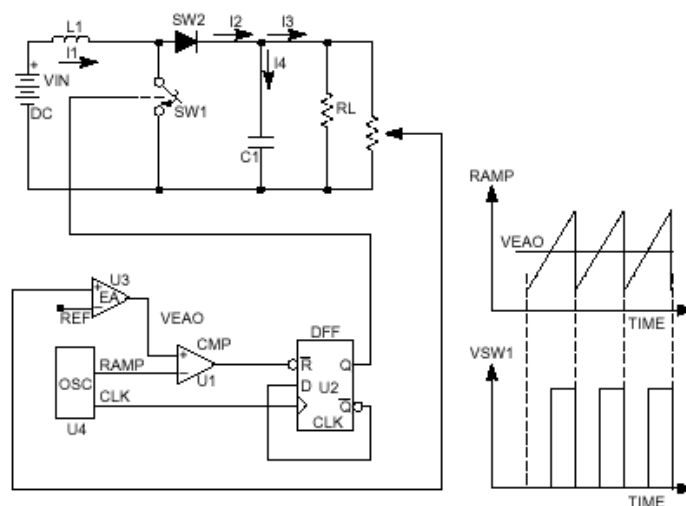 L1
SW2
I2
I3
I1
I4
+
VIN
DC
SW1
RL
C1
U3
+
EA
−
REF
VEAO
CMP
+
−
U1
RAMP
OSC
CLK
U4
DFF
R
Q
D
U2
Q
CLK
RAMP
VEAO
TIME
VSW1
TIME